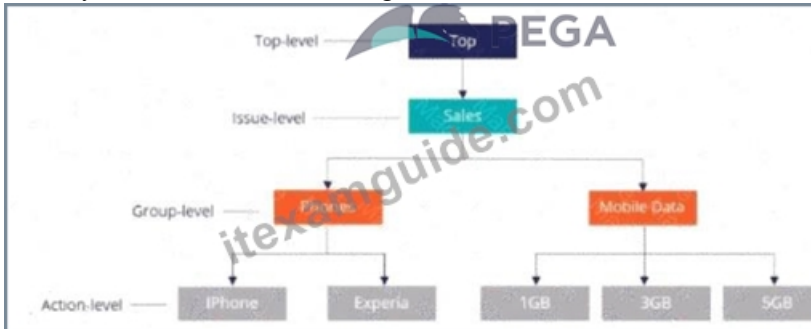 PEGA
Top-level
Top
Issue-level
Sales
Group-level
Phones
Mobile Data
Action-level
IPhone
Experia
1GB
3GB
5GB
itexamguide.com